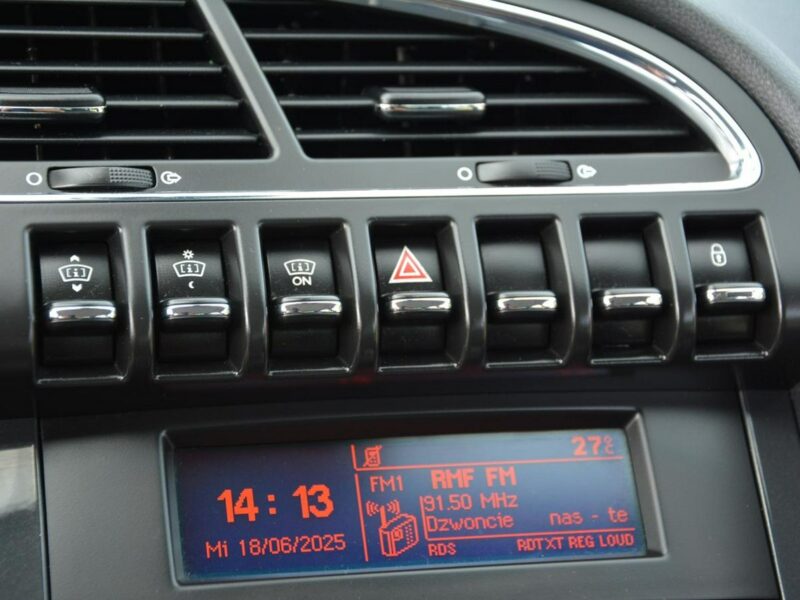 [i]
[i]
[i]
ON
14:13
Mi 18/06/2025
27°C
FM1
RMF FM
91.50 MHz
Dzwoncie nas - te
RDS
RDTXT REG LOUD